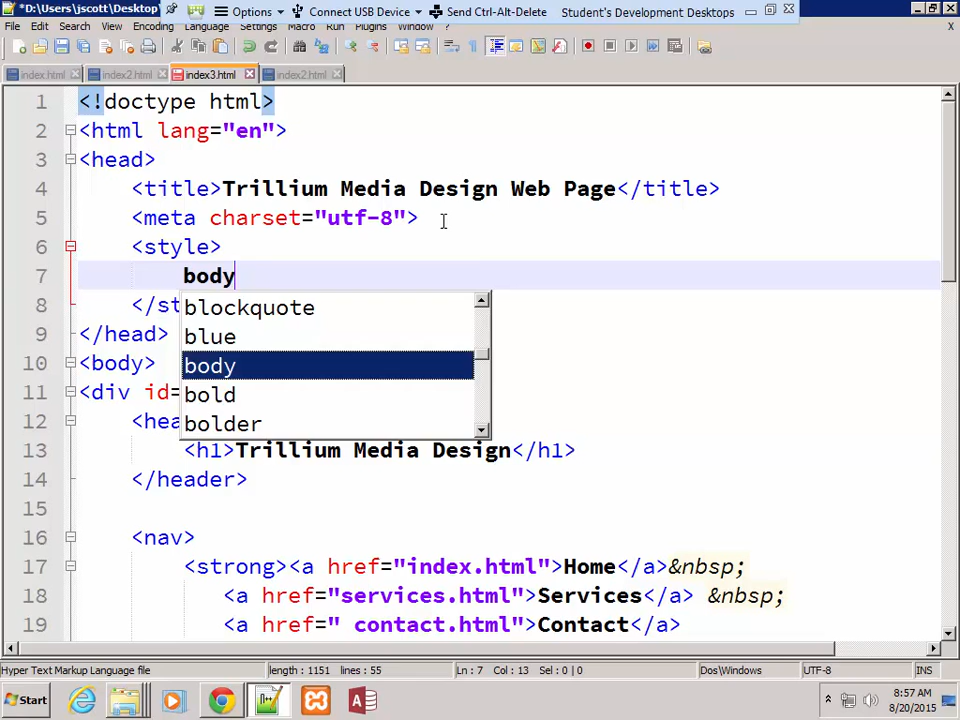 *D:\Users\jscott\Desktop\
Options
Connect USB Device
Send Ctrl-Alt-Delete
Student's Development Desktops
File Edit Search View Encoding Language Settings Macro Run Plugins Window ? X
index.html
index2.html
index3.html
index2.html
1 <!doctype html>
2 <html lang="en">
3 <head>
4 <title>Trillium Media Design Web Page</title>
5 <meta charset="utf-8">
6 <style>
7 body
blockquote
blue
body
bold
bolder
8 </st
9 </head>
10 <body>
11 <div id=
12 <hea
13 <h1>Trillium Media Design</h1>
14 </header>
15
16 <nav>
17 <strong><a href="index.html">Home</a>&nbsp;
18 <a href="services.html">Services</a> &nbsp;
19 <a href=" contact.html">Contact</a>
Hyper Text Markup Language file
length : 1151 lines : 55
Ln : 7 Col : 13 Sel : 0 | 0
Dos\Windows
UTF-8
INS
Start
8:57 AM
8/20/2015